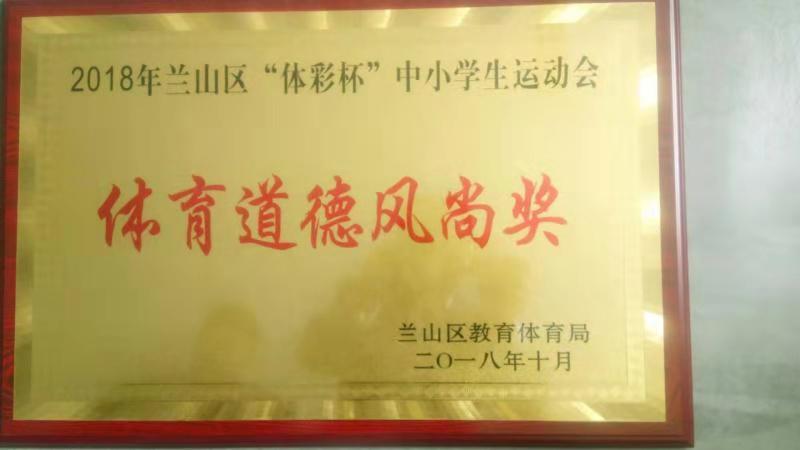 2018年兰山区“体彩杯”中小学生运动会
体育道德风尚奖
兰山区教育体育局
二〇一八年十月